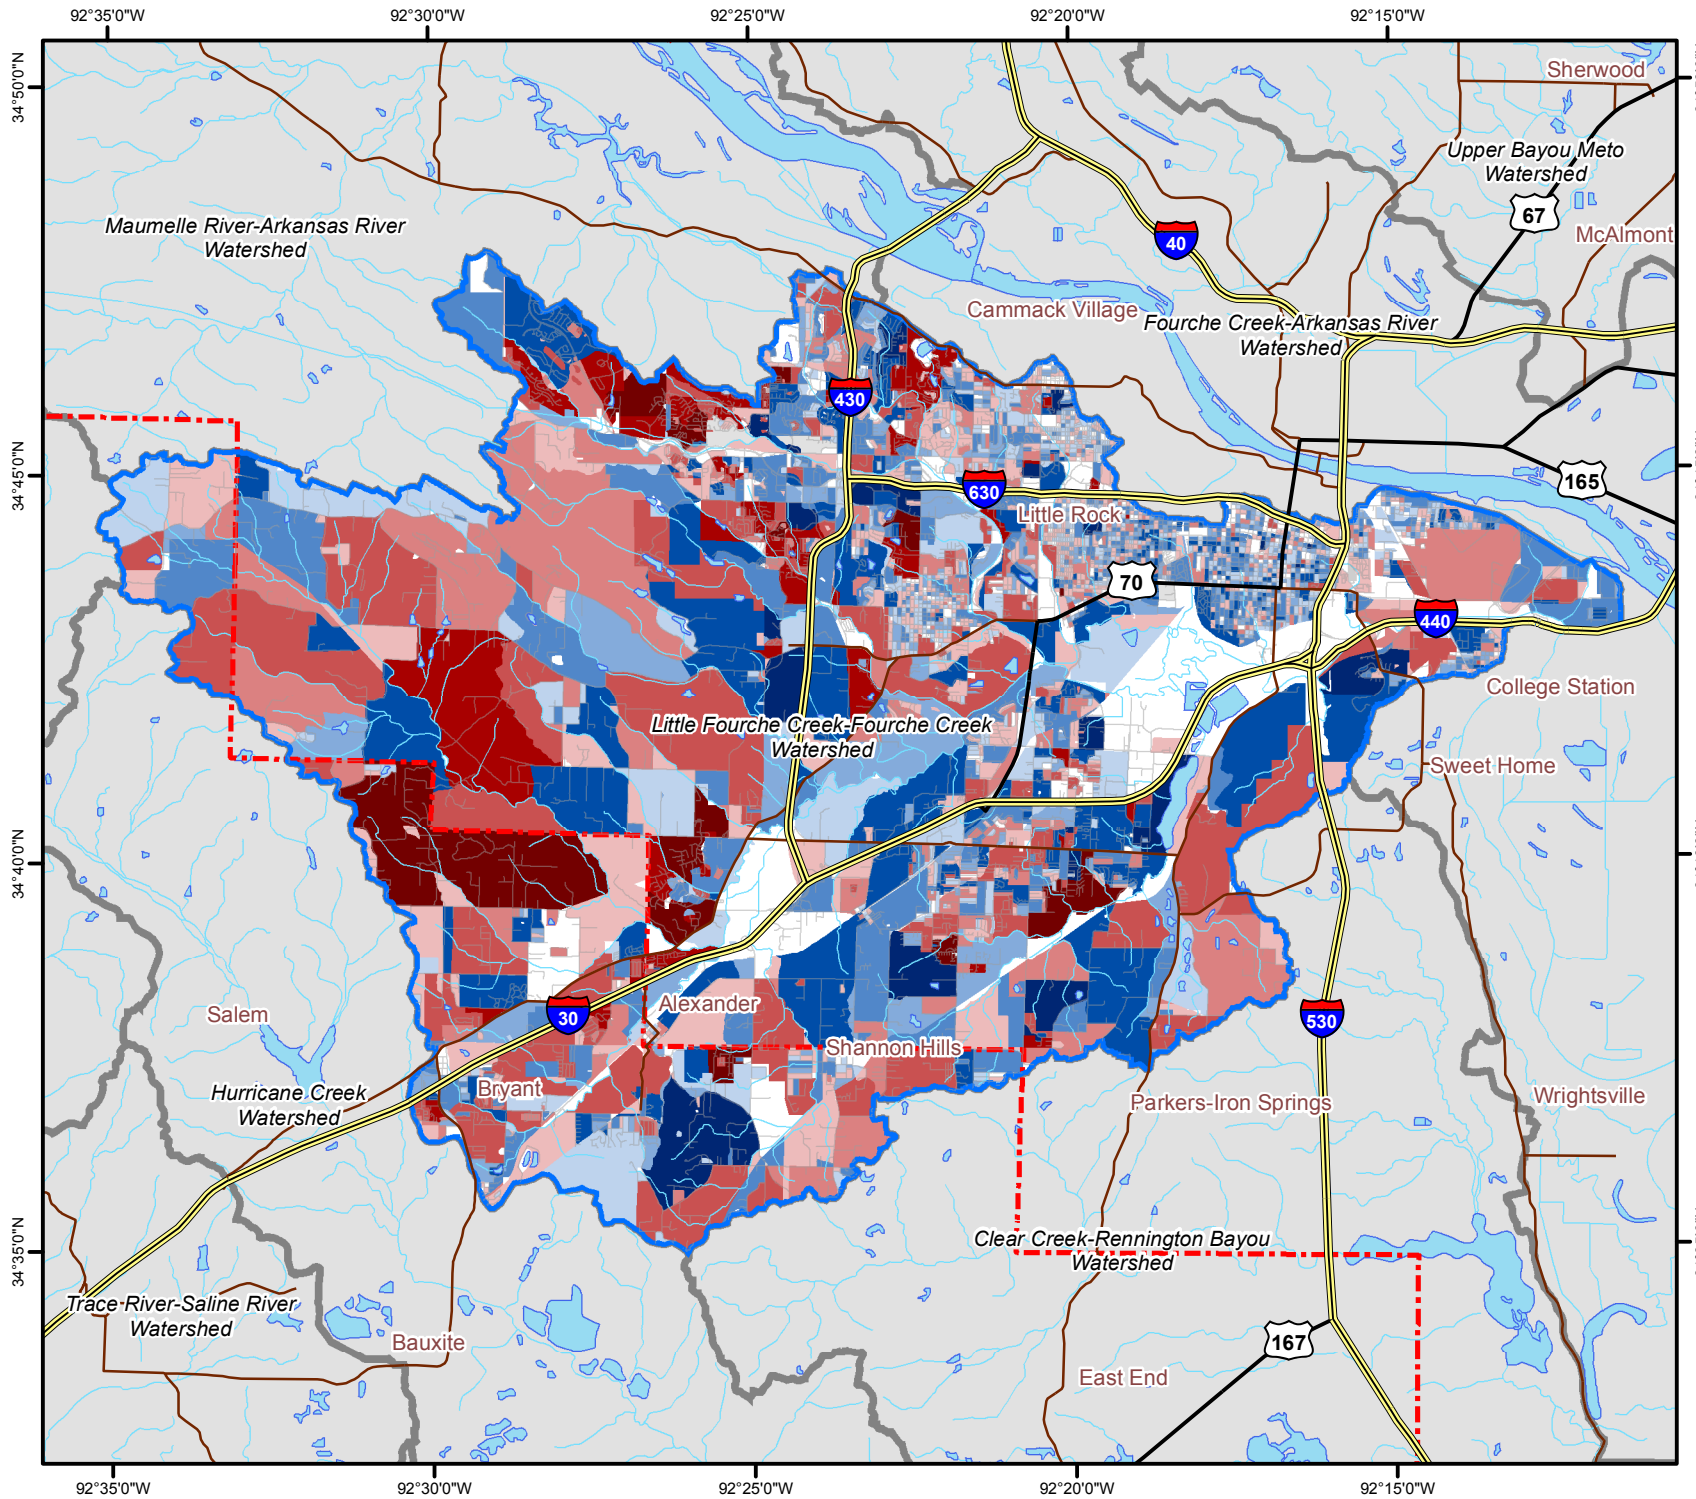 92°35'0"W
92°30'0"W
92°25'0"W
92°20'0"W
92°15'0"W
34°50'0"N
Sherwood
Upper Bayou Meto
Watershed
67
McAlmont
Maumelle River-Arkansas River
Watershed
40
Cammack Village
Fourche Creek-Arkansas River
Watershed
430
34°45'0"N
630
165
Little Rock
70
440
College Station
Little Fourche Creek-Fourche Creek
Watershed
Sweet Home
34°40'0"N
Alexander
Salem
30
530
Shannon Hills
Bryant
Hurricane Creek
Watershed
Parkers-Iron Springs
Wrightsville
34°35'0"N
Clear Creek-Rennington Bayou
Watershed
Trace River-Saline River
Watershed
Bauxite
167
East End
92°35'0"W
92°30'0"W
92°25'0"W
92°20'0"W
92°15'0"W